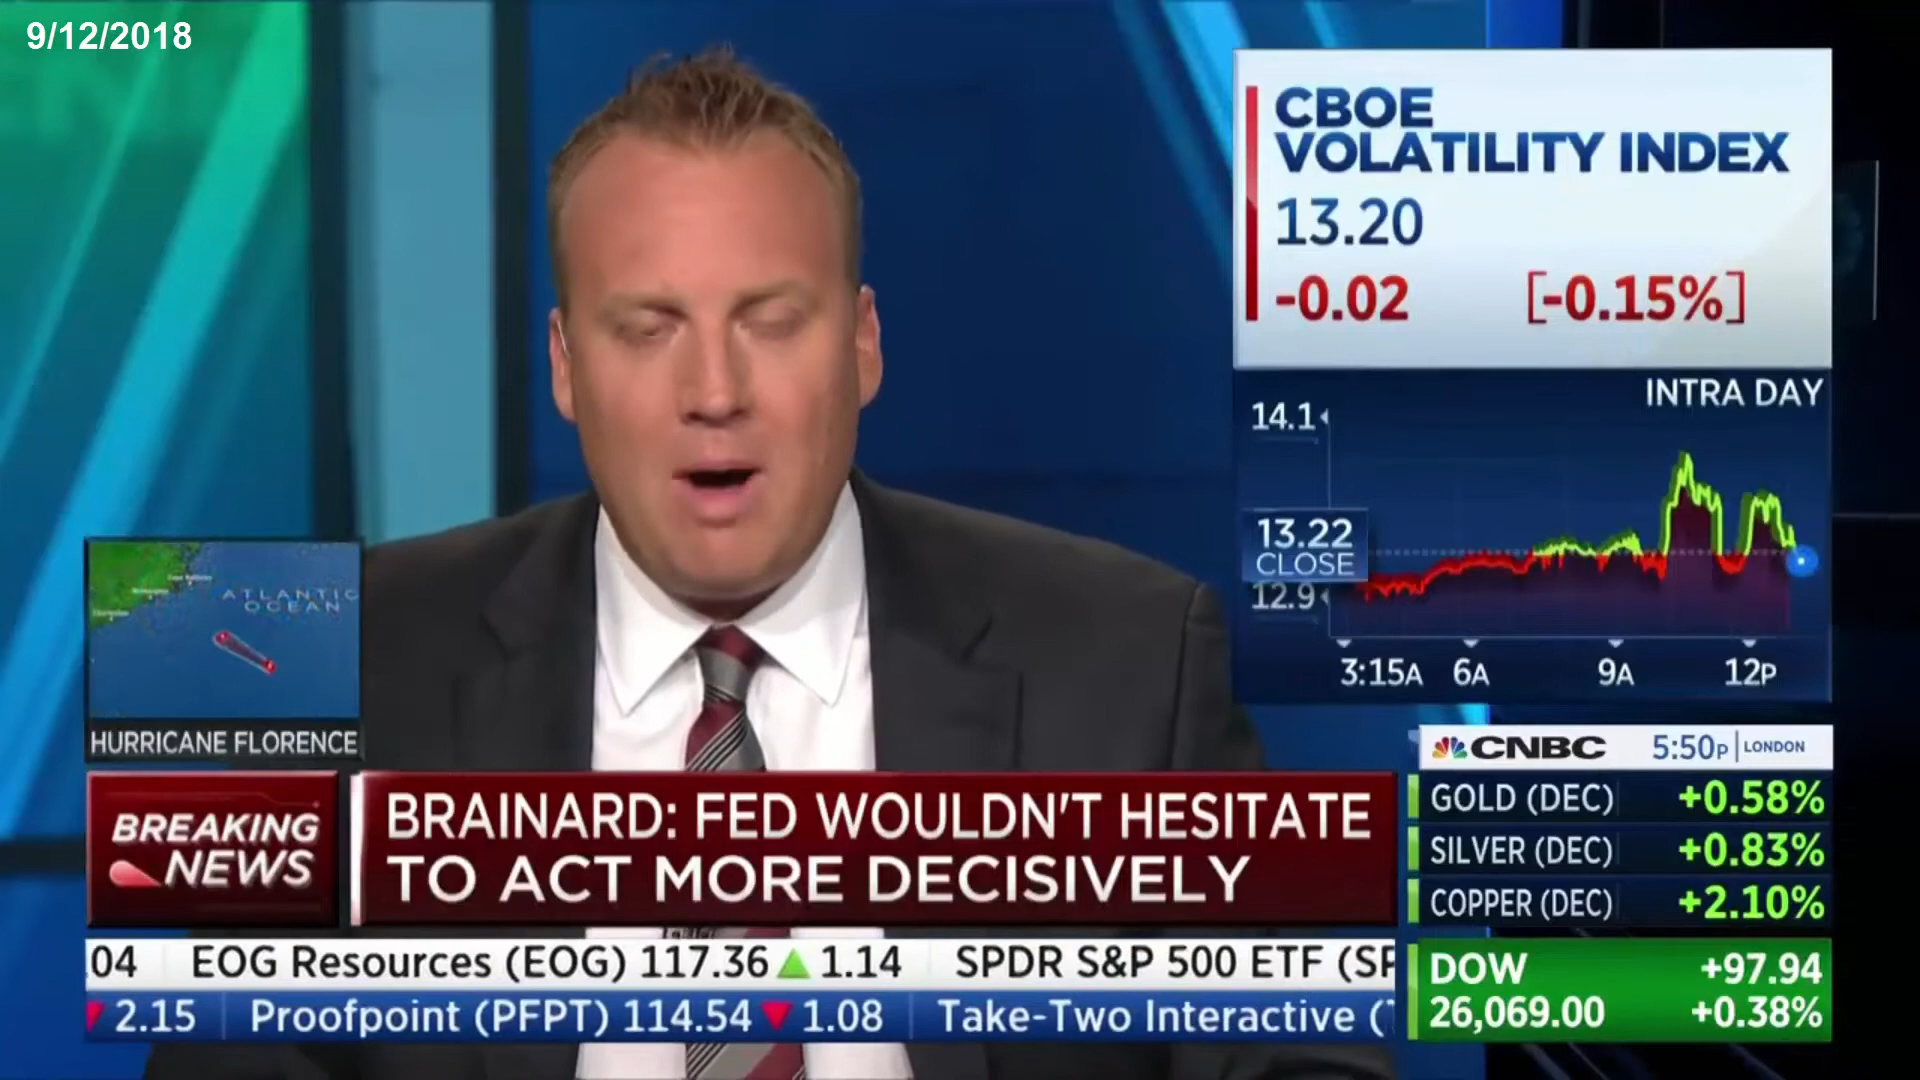 9/12/2018
CBOE
VOLATILITY INDEX
13.20
-0.02 [-0.15%]
INTRA DAY
14.1
13.22
CLOSE
12.9
3:15A 6A 9A 12P
ATLANTIC
OCEAN
HURRICANE FLORENCE
BREAKING
NEWS
BRAINARD: FED WOULDN'T HESITATE
TO ACT MORE DECISIVELY
CNBC 5:50P LONDON
GOLD (DEC) +0.58%
SILVER (DEC) +0.83%
COPPER (DEC) +2.10%
DOW +97.94
26,069.00 +0.38%
.04 EOG Resources (EOG) 117.36 ▲ 1.14 SPDR S&P 500 ETF (SP
▼ 2.15 Proofpoint (PFPT) 114.54 ▼ 1.08 Take-Two Interactive (